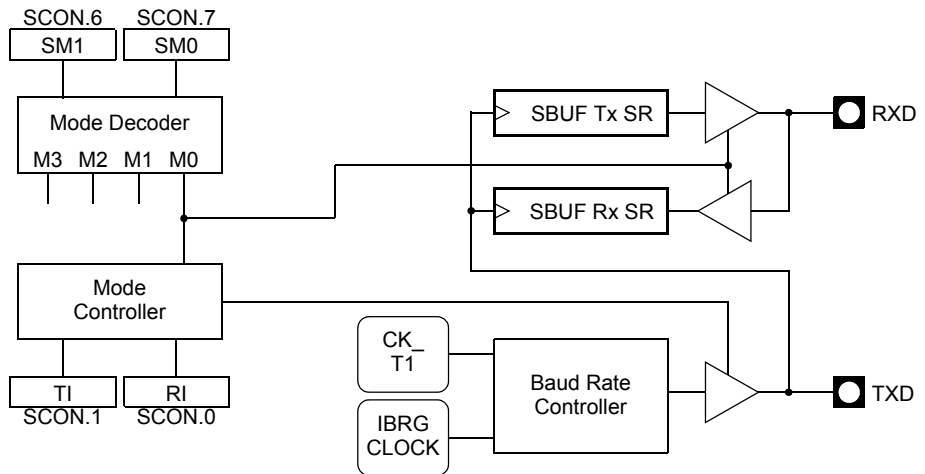 SCON.6 SCON.7
SM1 SM0
Mode Decoder
M3 M2 M1 M0
SBUF Tx SR
RXD
SBUF Rx SR
Mode
Controller
TI RI
SCON.1 SCON.0
CK_
T1
IBRG
CLOCK
Baud Rate
Controller
TXD